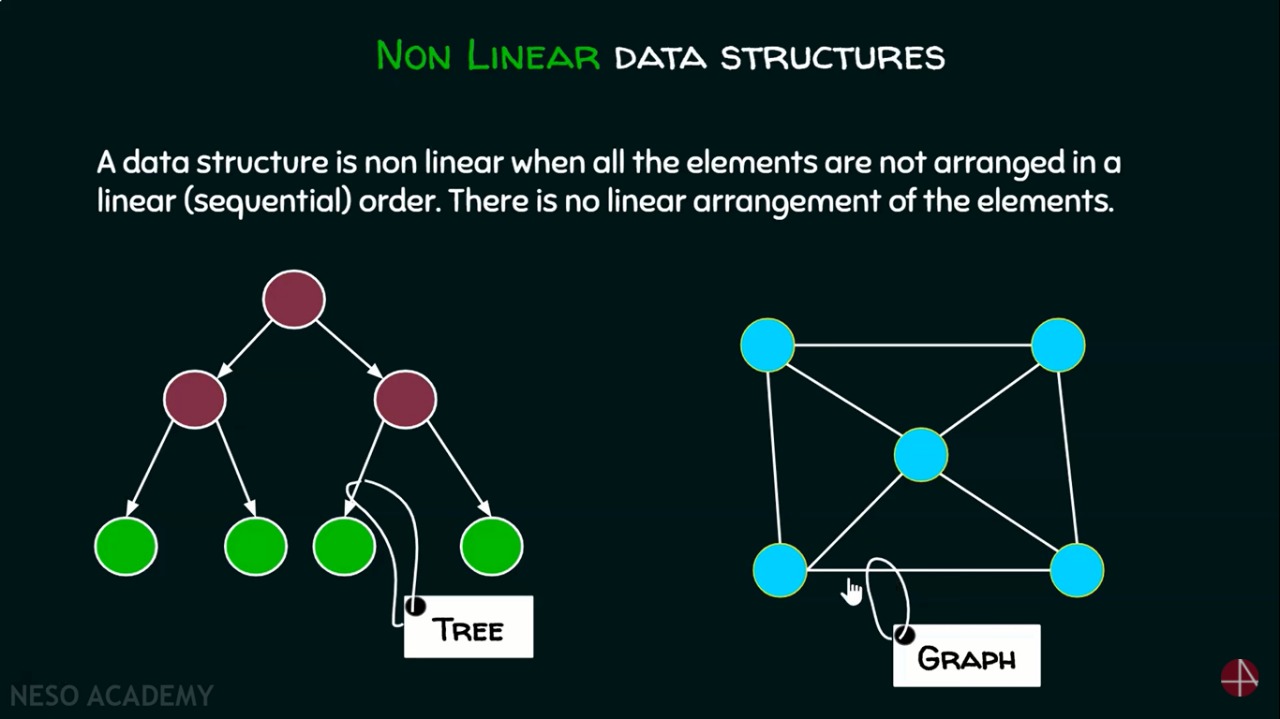 Non Linear data structures
A data structure is non linear when all the elements are not arranged in a
linear (sequential) order. There is no linear arrangement of the elements.
Tree
Graph
NESO ACADEMY